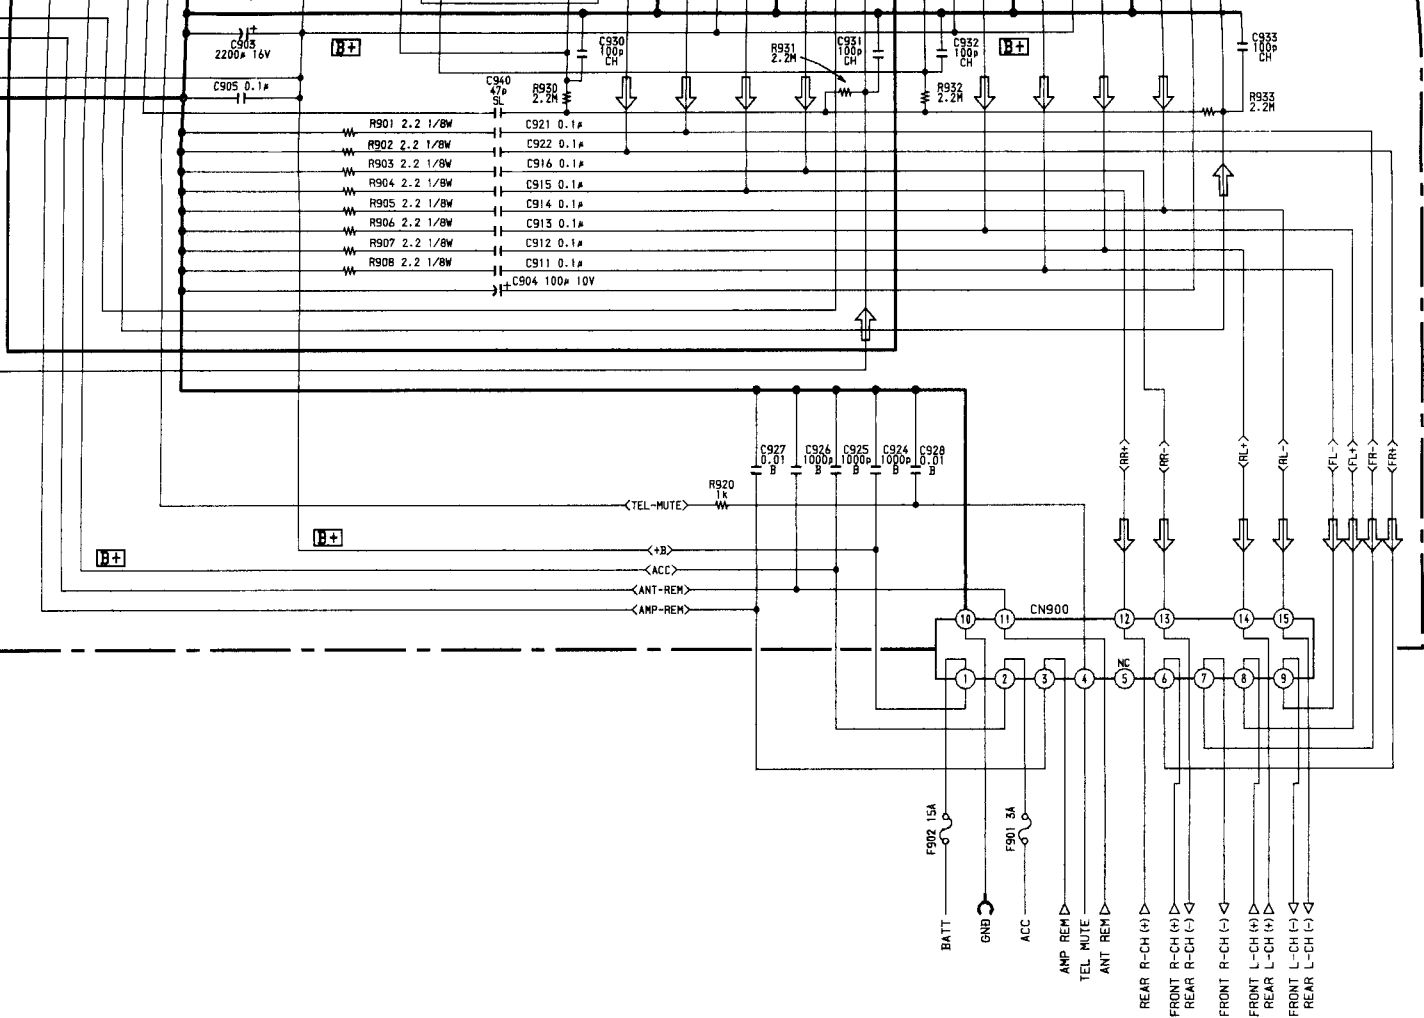 C903
2200µ 16V
B+
C930
100p
CH
R931
2.2M
C931
100p
CH
C932
100p
CH
B+
C933
100p
CH
C905 0.1µ
C940
47p
SL
R930
2.2M
R932
2.2M
R933
2.2M
R901 2.2 1/8W
C921 0.1µ
R902 2.2 1/8W
C922 0.1µ
R903 2.2 1/8W
C916 0.1µ
R904 2.2 1/8W
C915 0.1µ
R905 2.2 1/8W
C914 0.1µ
R906 2.2 1/8W
C913 0.1µ
R907 2.2 1/8W
C912 0.1µ
R908 2.2 1/8W
C911 0.1µ
+ C904 100µ 10V
C927
0.01
B
C926
1000p
B
C925
1000p
B
C924
1000p
B
C928
0.01
B
RR+
RR-
RL+
RL-
FL-
FL+
FR-
FR+
R920
1k
TEL-MUTE
B+
+B
B+
ACC
ANT-REM
AMP-REM
CN900
10
11
12
13
14
15
NC
1
2
3
4
5
6
7
8
9
F902 15A
F901 3A
BATT
GND
ACC
AMP REM
TEL MUTE
ANT REM
REAR R-CH (+)
FRONT R-CH (+)
REAR R-CH (-)
FRONT R-CH (-)
FRONT L-CH (+)
REAR L-CH (+)
FRONT L-CH (-)
REAR L-CH (-)